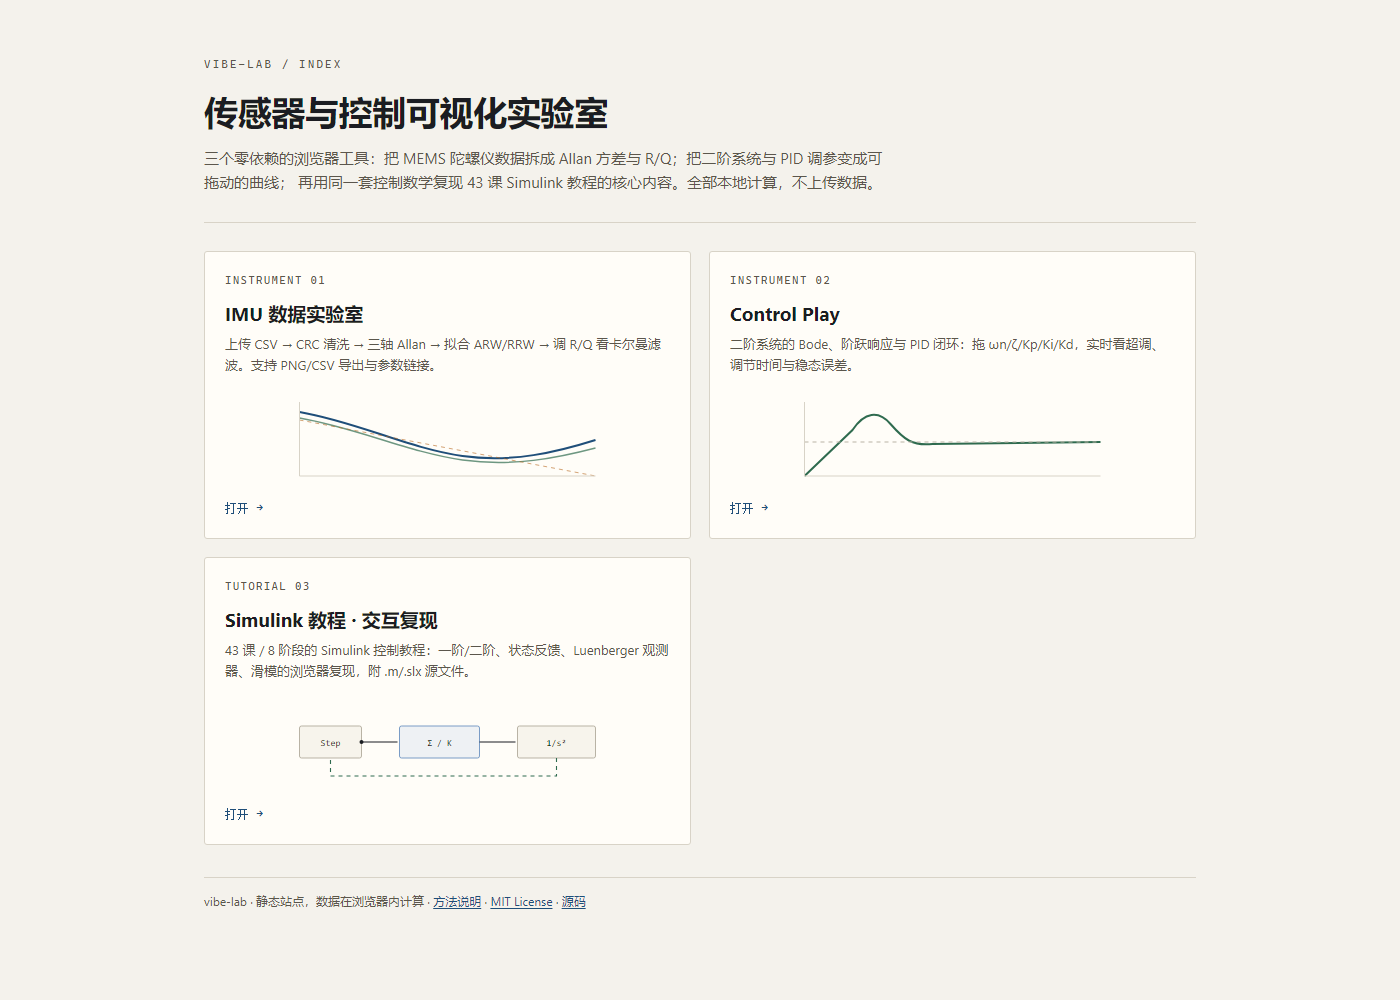 VIBE-LAB / INDEX
传感器与控制可视化实验室
三个零依赖的浏览器工具：把 MEMS 陀螺仪数据拆成 Allan 方差与 R/Q；把二阶系统与 PID 调参变成可
拖动的曲线； 再用同一套控制数学复现 43 课 Simulink 教程的核心内容。全部本地计算，不上传数据。
INSTRUMENT 01
IMU 数据实验室
上传 CSV → CRC 清洗 → 三轴 Allan → 拟合 ARW/RRW → 调 R/Q 看卡尔曼滤
波。支持 PNG/CSV 导出与参数链接。
打开 →
INSTRUMENT 02
Control Play
二阶系统的 Bode、阶跃响应与 PID 闭环：拖 ωn/ζ/Kp/Ki/Kd，实时看超调、
调节时间与稳态误差。
打开 →
TUTORIAL 03
Simulink 教程 · 交互复现
43 课 / 8 阶段的 Simulink 控制教程：一阶/二阶、状态反馈、Luenberger 观测
器、滑模的浏览器复现，附 .m/.slx 源文件。
Step
Σ / K
1/s²
打开 →
vibe-lab · 静态站点，数据在浏览器内计算 · 方法说明 · MIT License · 源码